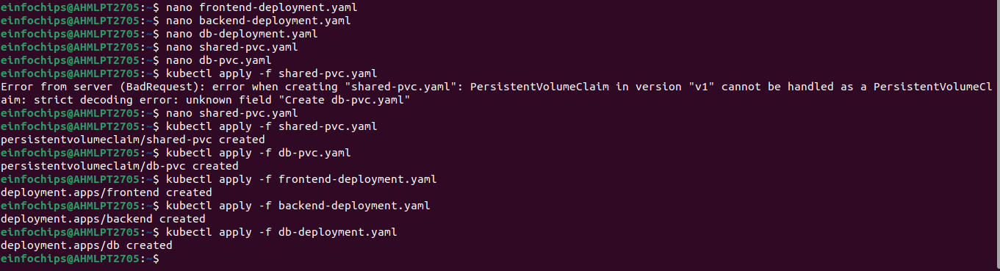 einfochips@AHMLPT2705:~$ nano frontend-deployment.yaml
einfochips@AHMLPT2705:~$ nano backend-deployment.yaml
einfochips@AHMLPT2705:~$ nano db-deployment.yaml
einfochips@AHMLPT2705:~$ nano shared-pvc.yaml
einfochips@AHMLPT2705:~$ nano db-pvc.yaml
einfochips@AHMLPT2705:~$ kubectl apply -f shared-pvc.yaml
Error from server (BadRequest): error when creating "shared-pvc.yaml": PersistentVolumeClaim in version "v1" cannot be handled as a PersistentVolumeCl
aim: strict decoding error: unknown field "Create db-pvc.yaml"
einfochips@AHMLPT2705:~$ nano shared-pvc.yaml
einfochips@AHMLPT2705:~$ kubectl apply -f shared-pvc.yaml
persistentvolumeclaim/shared-pvc created
einfochips@AHMLPT2705:~$ kubectl apply -f db-pvc.yaml
persistentvolumeclaim/db-pvc created
einfochips@AHMLPT2705:~$ kubectl apply -f frontend-deployment.yaml
deployment.apps/frontend created
einfochips@AHMLPT2705:~$ kubectl apply -f backend-deployment.yaml
deployment.apps/backend created
einfochips@AHMLPT2705:~$ kubectl apply -f db-deployment.yaml
deployment.apps/db created
einfochips@AHMLPT2705:~$